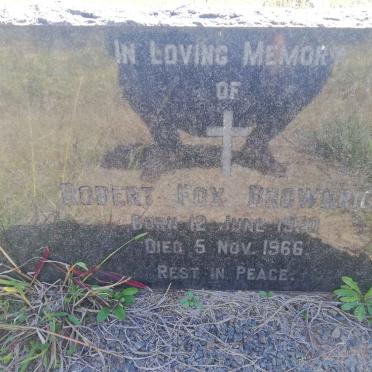 IN LOVING MEMORY
OF
ROBERT FOX
BORN 12 JUNE
DIED 5 NOV. 1966
REST IN PEACE.